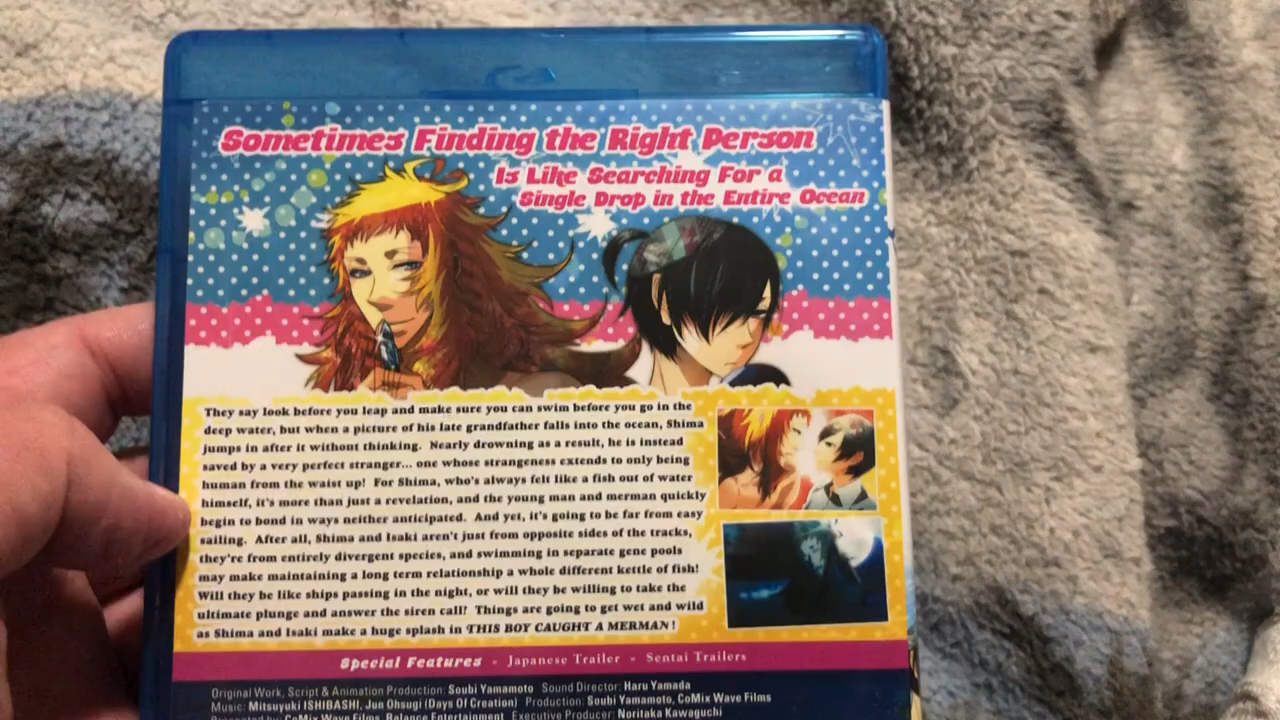 Sometimes Finding the Right Person
Is Like Searching For a
Single Drop in the Entire Ocean
They say look before you leap and make sure you can swim before you go in the
deep water, but when a picture of his late grandfather falls into the ocean, Shima
jumps in after it without thinking. Nearly drowning as a result, he is instead
saved by a very perfect stranger... one whose strangeness extends to only being
human from the waist up! For Shima, who's always felt like a fish out of water
himself, it's more than just a revelation, and the young man and merman quickly
begin to bond in ways neither anticipated. And yet, it's going to be far from easy
sailing. After all, Shima and Isaki aren't just from opposite sides of the tracks,
they're from entirely divergent species, and swimming in separate gene pools
may make maintaining a long term relationship a whole different kettle of fish!
Will they be like ships passing in the night, or will they be willing to take the
ultimate plunge and answer the siren call? Things are going to get wet and wild
as Shima and Isaki make a huge splash in THIS BOY CAUGHT A MERMAN!
Special Features - Japanese Trailer - Sentai Trailers
Original Work, Script & Animation Production: Soubi Yamamoto Sound Director: Haru Yamada
Music: Mitsuyuki ISHIBASHI, Jun Ohsugi (Days Of Creation) Production: Soubi Yamamoto, CoMix Wave Films
Presented by: CoMix Wave Films, Balance Entertainment Executive Producer: Noritaka Kawaguchi